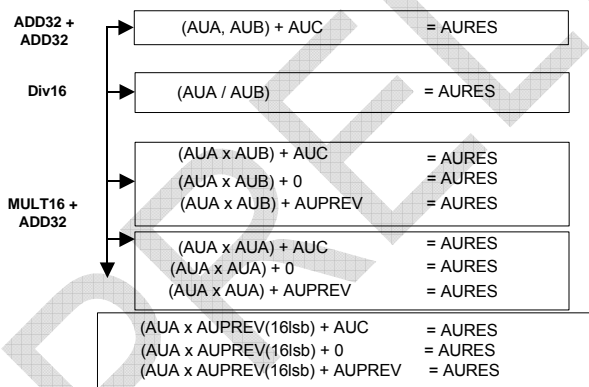 ADD32 +
ADD32
(AUA, AUB) + AUC = AURES
Div16
(AUA / AUB) = AURES
MULT16 +
ADD32
(AUA x AUB) + AUC = AURES
(AUA x AUB) + 0 = AURES
(AUA x AUB) + AUPREV = AURES
(AUA x AUA) + AUC = AURES
(AUA x AUA) + 0 = AURES
(AUA x AUA) + AUPREV = AURES
(AUA x AUPREV(16lsb) + AUC = AURES
(AUA x AUPREV(16lsb) + 0 = AURES
(AUA x AUPREV(16lsb) + AUPREV = AURES
PREL